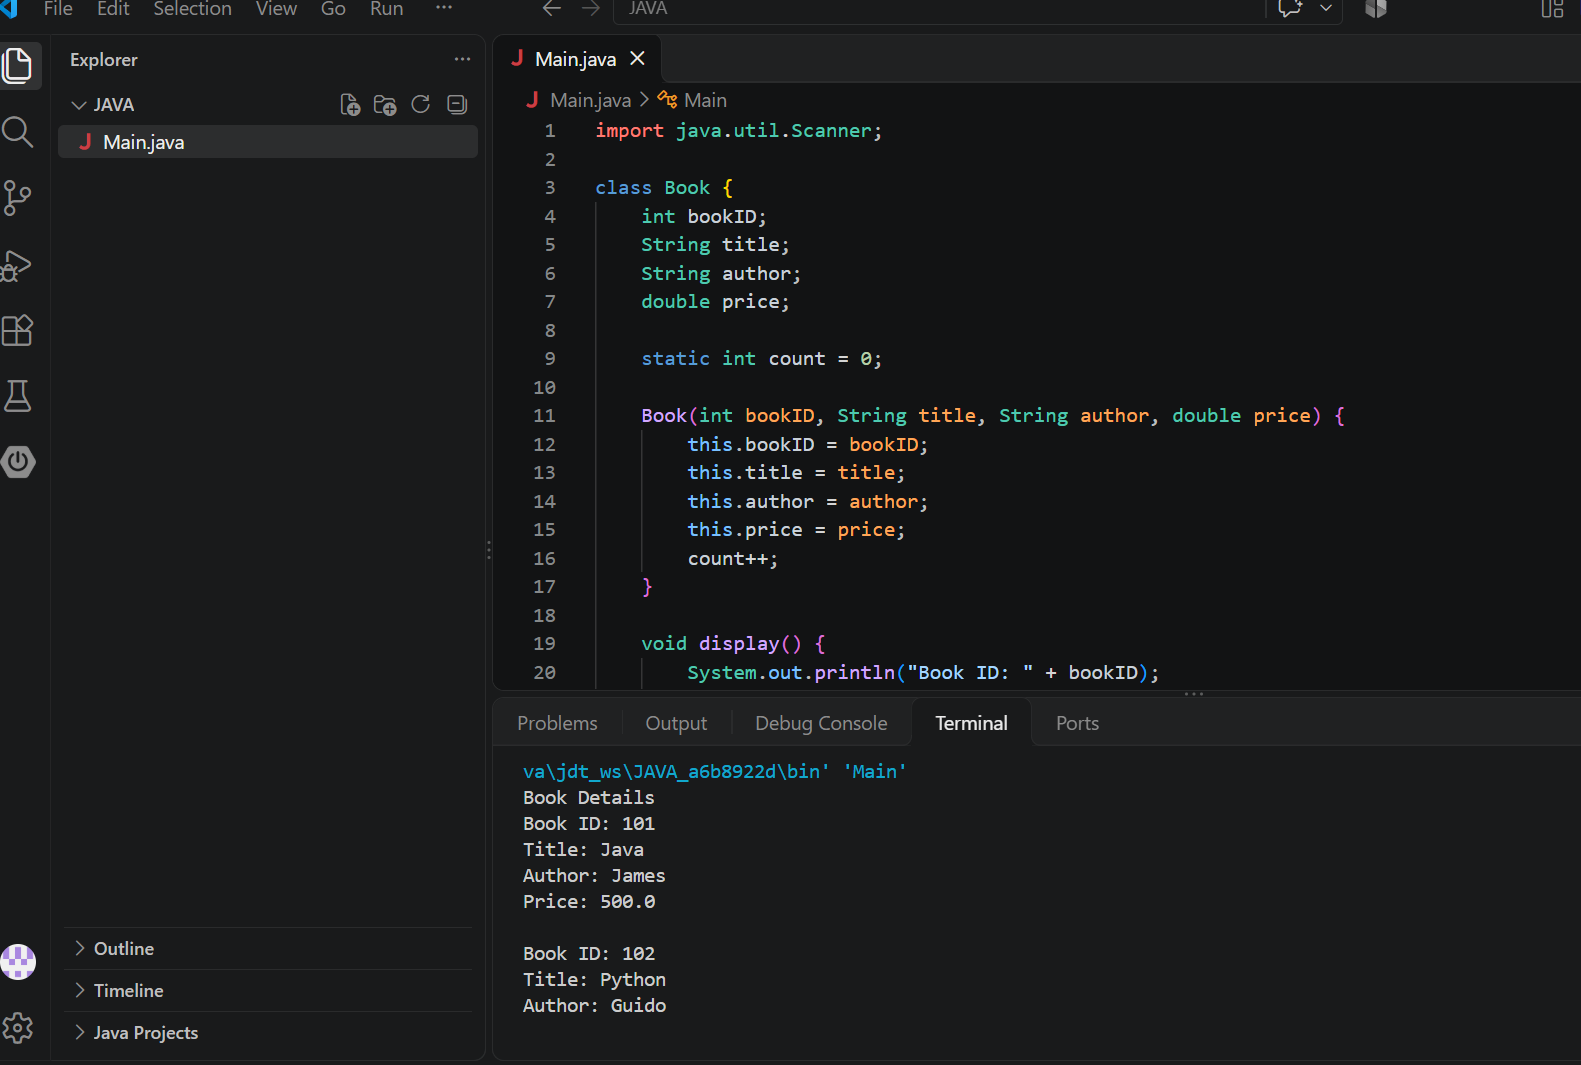 File Edit Selection View Go Run ···
JAVA
Explorer ···
JAVA
Main.java
Outline
Timeline
Java Projects
J Main.java
J Main.java > Main
1 import java.util.Scanner;
2
3 class Book {
4 int bookID;
5 String title;
6 String author;
7 double price;
8
9 static int count = 0;
10
11 Book(int bookID, String title, String author, double price) {
12 this.bookID = bookID;
13 this.title = title;
14 this.author = author;
15 this.price = price;
16 count++;
17 }
18
19 void display() {
20 System.out.println("Book ID: " + bookID);
Problems Output Debug Console Terminal Ports
va\jdt_ws\JAVA_a6b8922d\bin' 'Main'
Book Details
Book ID: 101
Title: Java
Author: James
Price: 500.0
Book ID: 102
Title: Python
Author: Guido